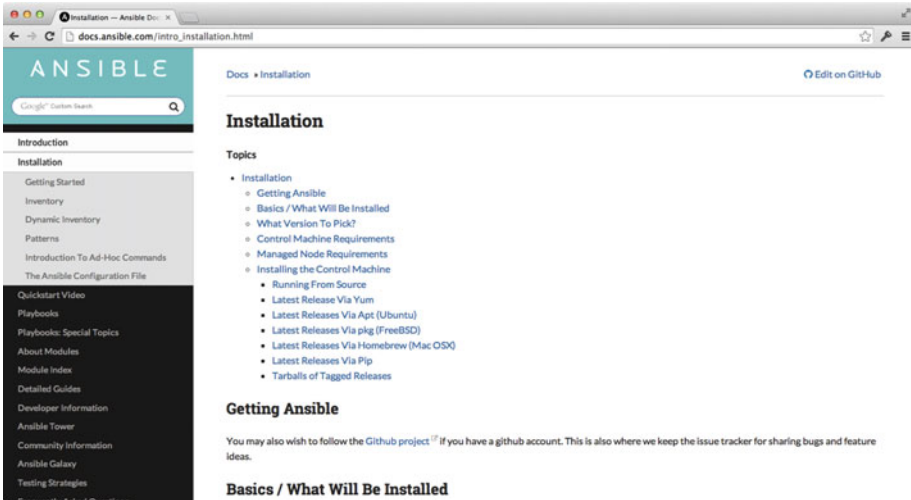 Installation — Ansible Doc
docs.ansible.com/intro_installation.html
ANSIBLE
Google™ Custom Search
Introduction
Installation
Getting Started
Inventory
Dynamic Inventory
Patterns
Introduction To Ad-Hoc Commands
The Ansible Configuration File
Quickstart Video
Playbooks
Playbooks: Special Topics
About Modules
Module Index
Detailed Guides
Developer Information
Ansible Tower
Community Information
Ansible Galaxy
Testing Strategies
Docs » Installation
Edit on GitHub
Installation
Topics
Installation
Getting Ansible
Basics / What Will Be Installed
What Version To Pick?
Control Machine Requirements
Managed Node Requirements
Installing the Control Machine
Running From Source
Latest Release Via Yum
Latest Releases Via Apt (Ubuntu)
Latest Releases Via pkg (FreeBSD)
Latest Releases Via Homebrew (Mac OSX)
Latest Releases Via Pip
Tarballs of Tagged Releases
Getting Ansible
You may also wish to follow the Github project if you have a github account. This is also where we keep the issue tracker for sharing bugs and feature
ideas.
Basics / What Will Be Installed